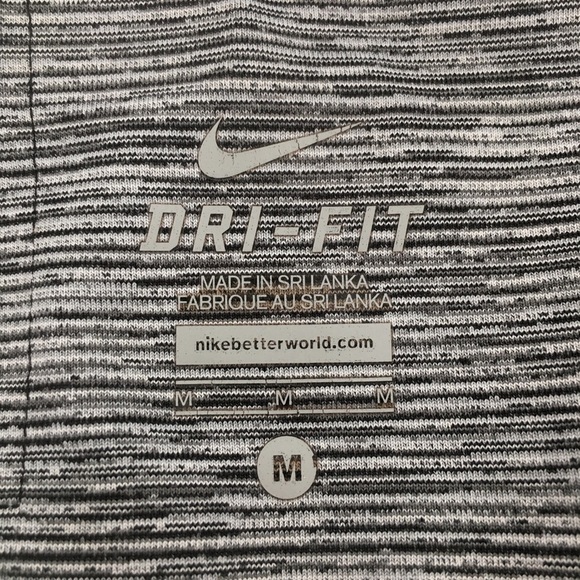 DRI-FIT
MADE IN SRI LANKA
FABRIQUE AU SRI LANKA
nikebetterworld.com
M M M
M